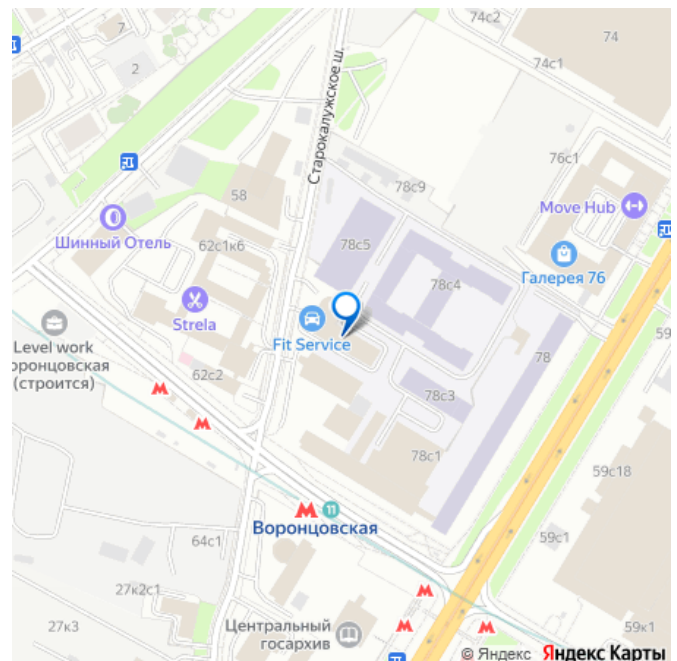 7
74с2
74
74с1
2
Старокалужское ш.
76с1
78с9
58
Move Hub
Шинный Отель
62с1к6
78с5
78с4
Галерея 76
Strela
Fit Service
78
59
Level work
оронцовская
(строится)
62с2
78с3
78с1
59с18
11
Воронцовская
64с1
59с1
27к2с1
27к3
Центральный
госархив
59к1
© Яндекс Яндекс Карты